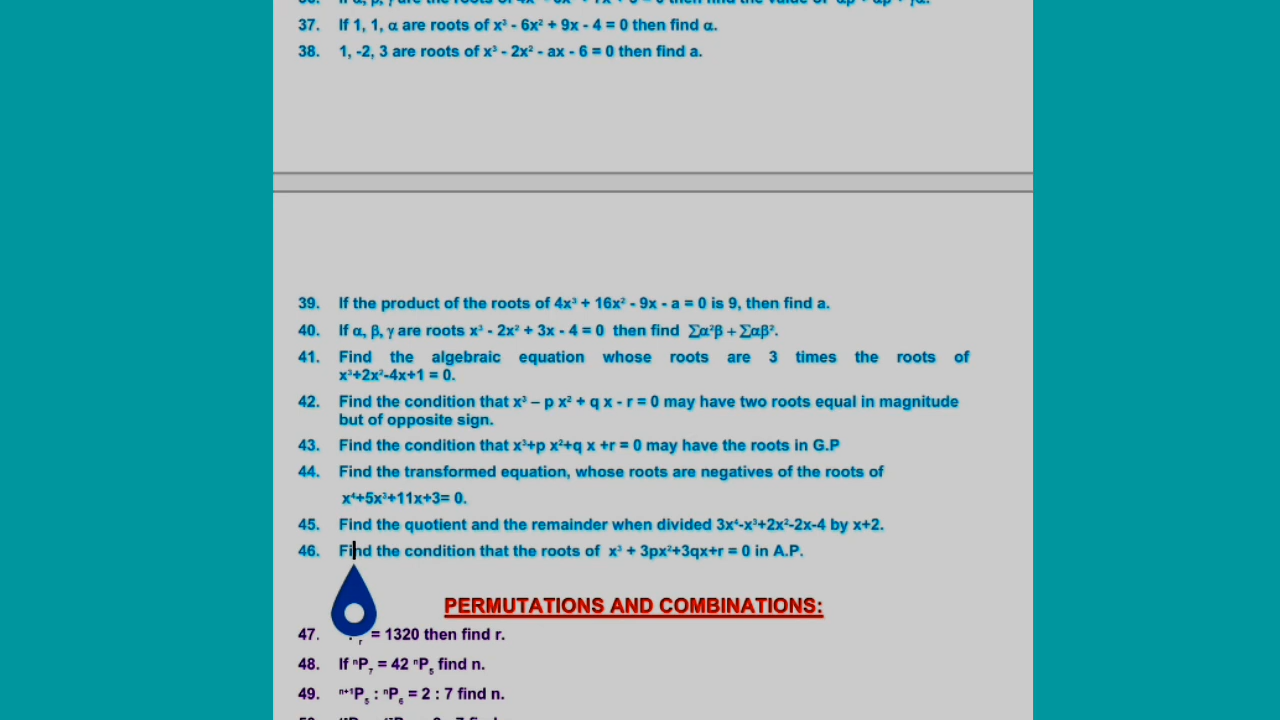 37. If 1, 1, α are roots of x³ - 6x² + 9x - 4 = 0 then find α.
38. 1, -2, 3 are roots of x³ - 2x² - ax - 6 = 0 then find a.
39. If the product of the roots of 4x³ + 16x² - 9x - a = 0 is 9, then find a.
40. If α, β, γ are roots x³ - 2x² + 3x - 4 = 0 then find ∑α²β + ∑αβ².
41. Find the algebraic equation whose roots are 3 times the roots of
x³+2x²-4x+1 = 0.
42. Find the condition that x³ – p x² + q x - r = 0 may have two roots equal in magnitude
but of opposite sign.
43. Find the condition that x³+p x²+q x +r = 0 may have the roots in G.P
44. Find the transformed equation, whose roots are negatives of the roots of
x⁴+5x³+11x+3= 0.
45. Find the quotient and the remainder when divided 3x⁴-x³+2x²-2x-4 by x+2.
46. Find the condition that the roots of x³ + 3px²+3qx+r = 0 in A.P.
PERMUTATIONS AND COMBINATIONS:
47. = 1320 then find r.
48. If ⁿP₇ = 42 ⁿP₅ find n.
49. ⁿ⁺¹P₅ : ⁿP₆ = 2 : 7 find n.